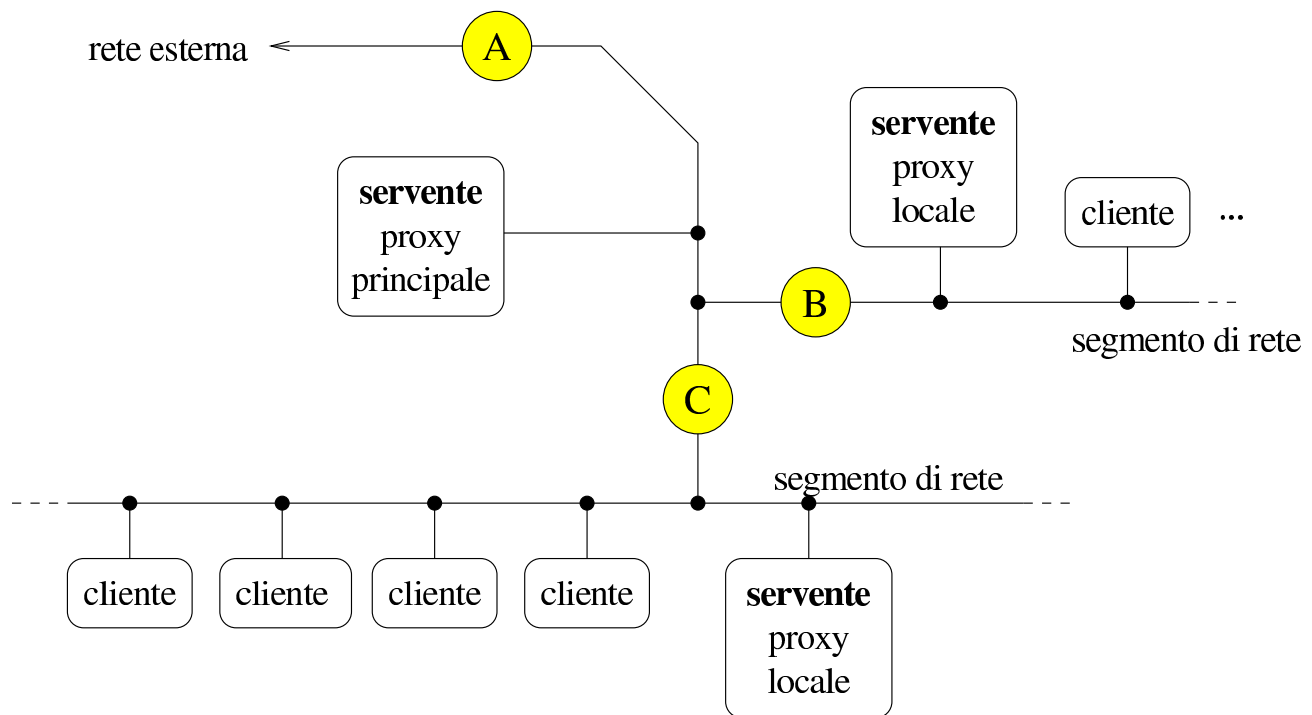 rete esterna
A
servente
proxy
principale
servente
proxy
locale
cliente
...
B
segmento di rete
C
segmento di rete
cliente
cliente
cliente
cliente
servente
proxy
locale